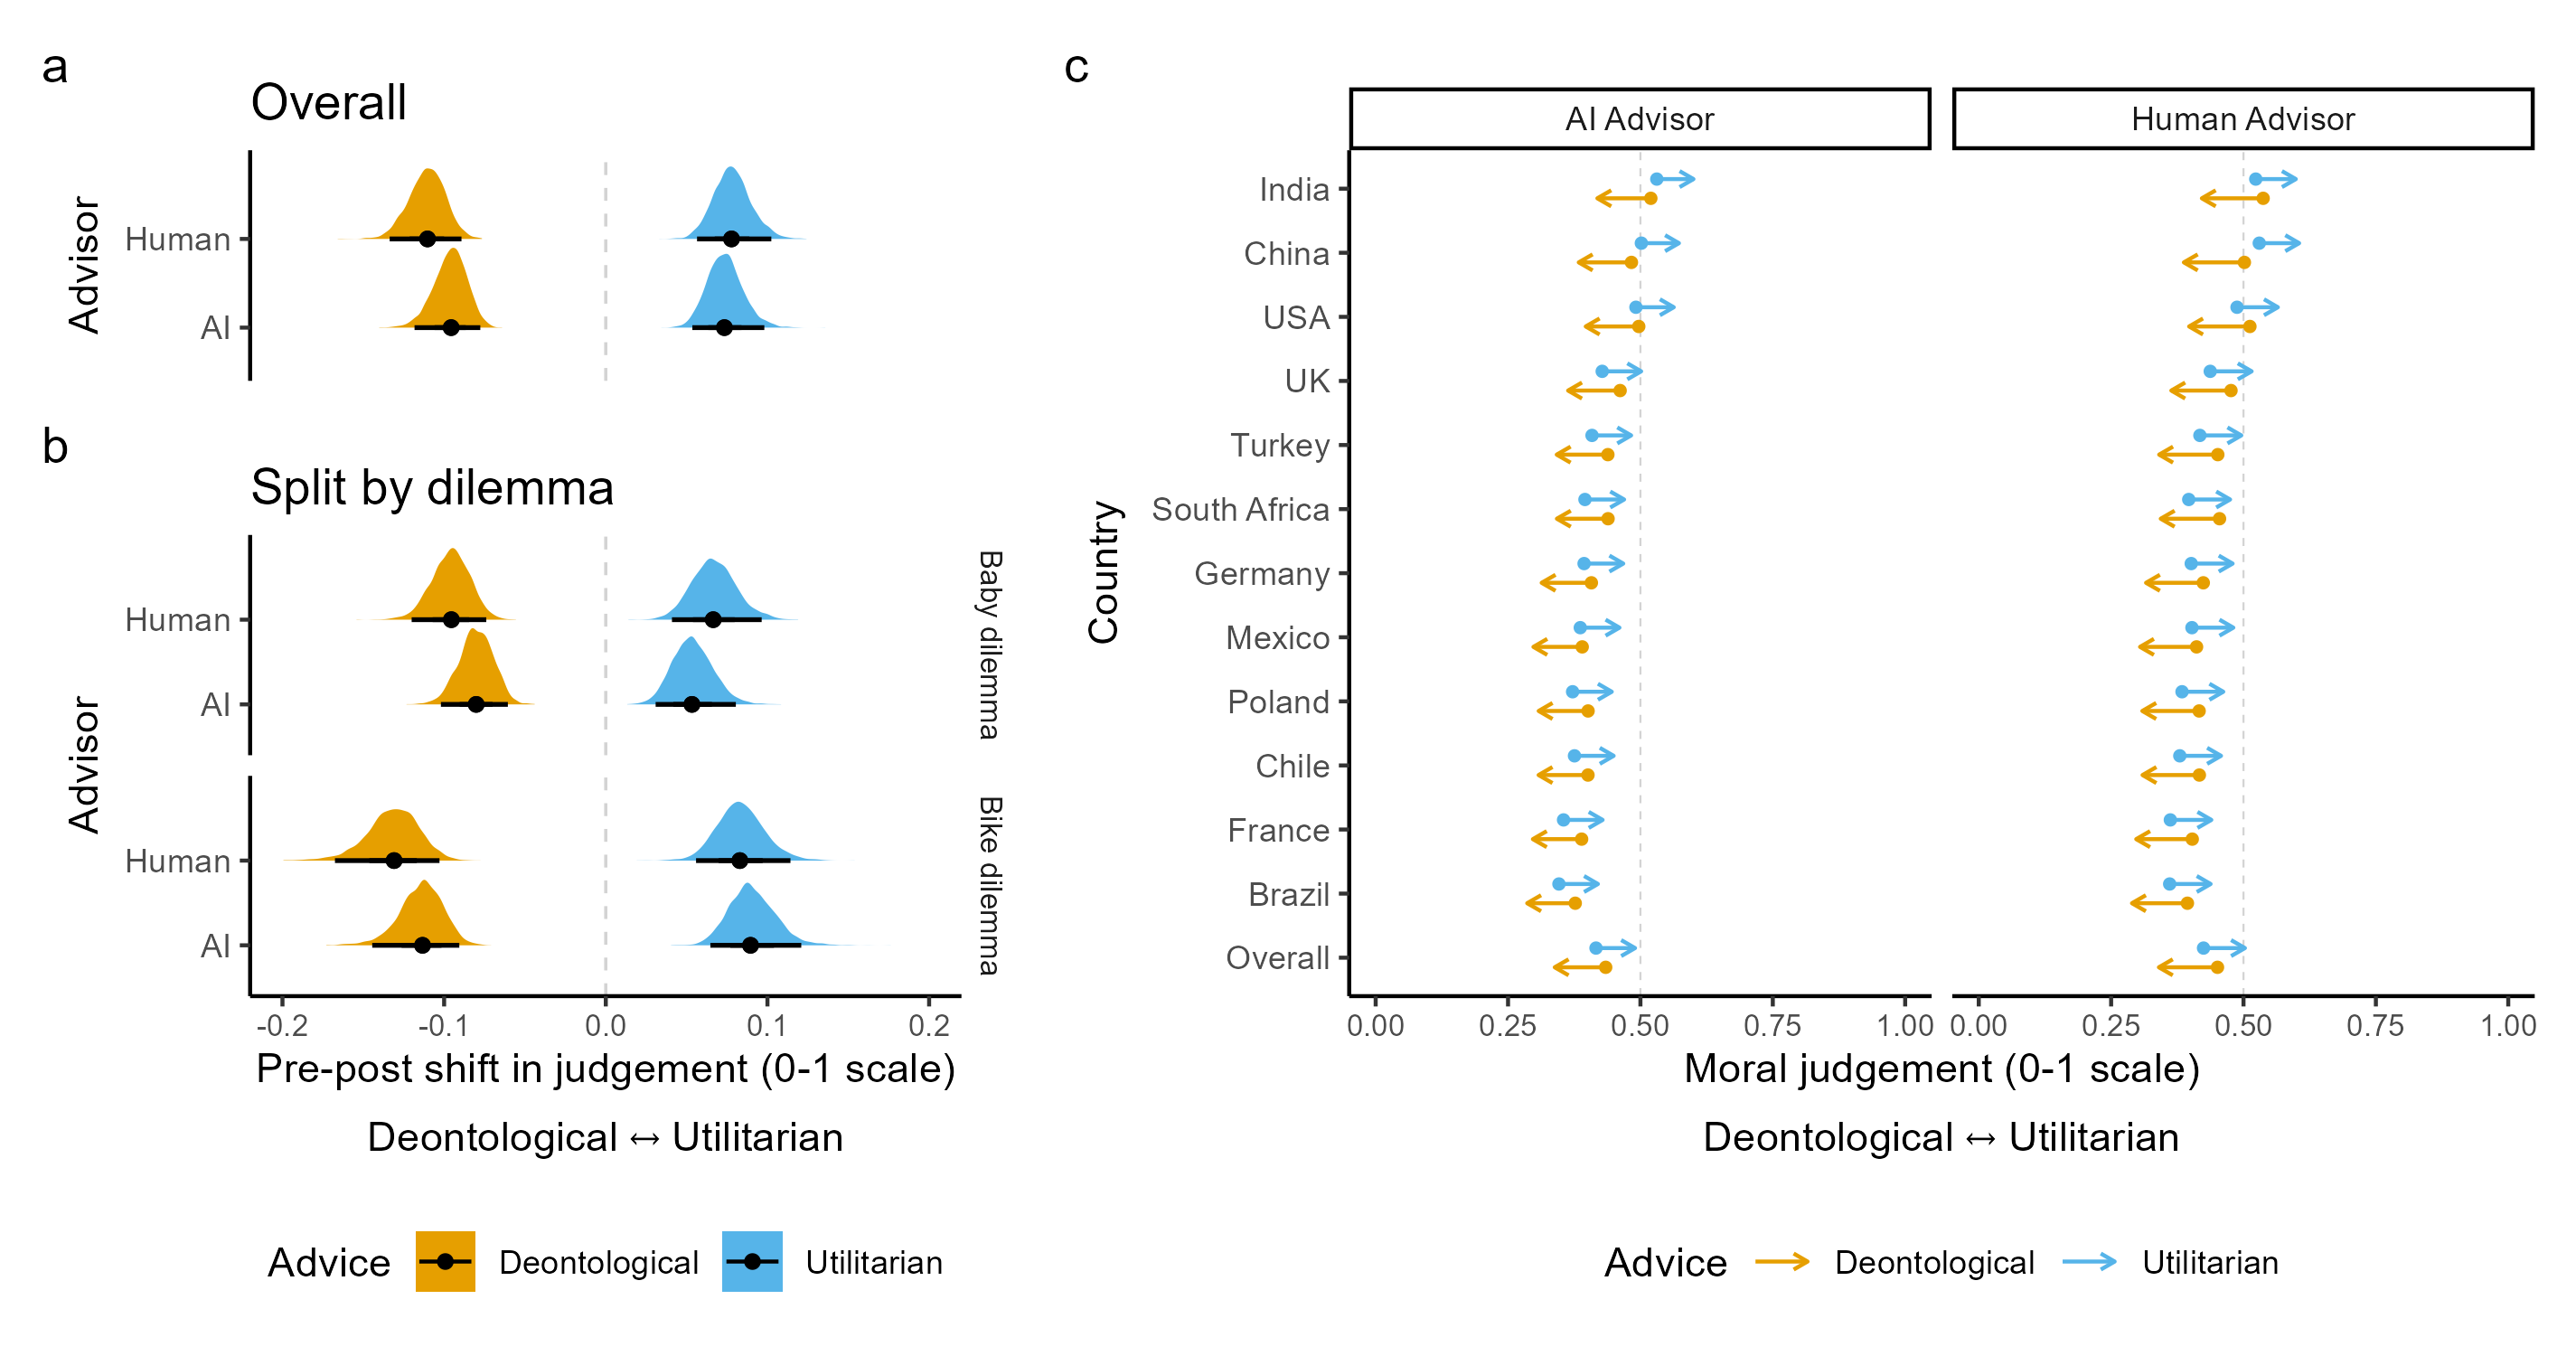 a
Overall
Advisor
Human
AI
b
Split by dilemma
Advisor
Human
AI
Baby dilemma
Human
AI
Bike dilemma
-0.2 -0.1 0.0 0.1 0.2
Pre-post shift in judgement (0-1 scale)
Deontological ↔ Utilitarian
Advice Deontological Utilitarian
c
AI Advisor Human Advisor
Country
India
China
USA
UK
Turkey
South Africa
Germany
Mexico
Poland
Chile
France
Brazil
Overall
0.00 0.25 0.50 0.75 1.00 0.00 0.25 0.50 0.75 1.00
Moral judgement (0-1 scale)
Deontological ↔ Utilitarian
Advice Deontological Utilitarian